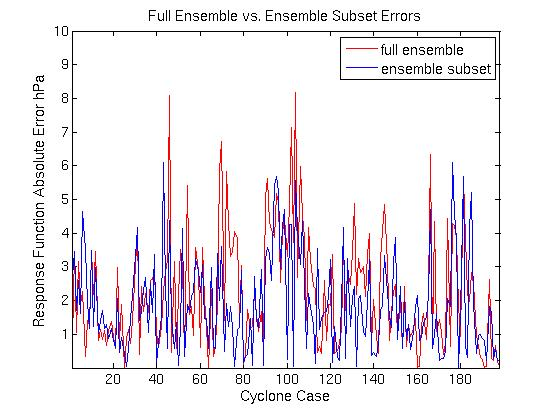 Full Ensemble vs. Ensemble Subset Errors
full ensemble
ensemble subset
Response Function Absolute Error hPa
10
9
8
7
6
5
4
3
2
1
20 40 60 80 100 120 140 160 180
Cyclone Case